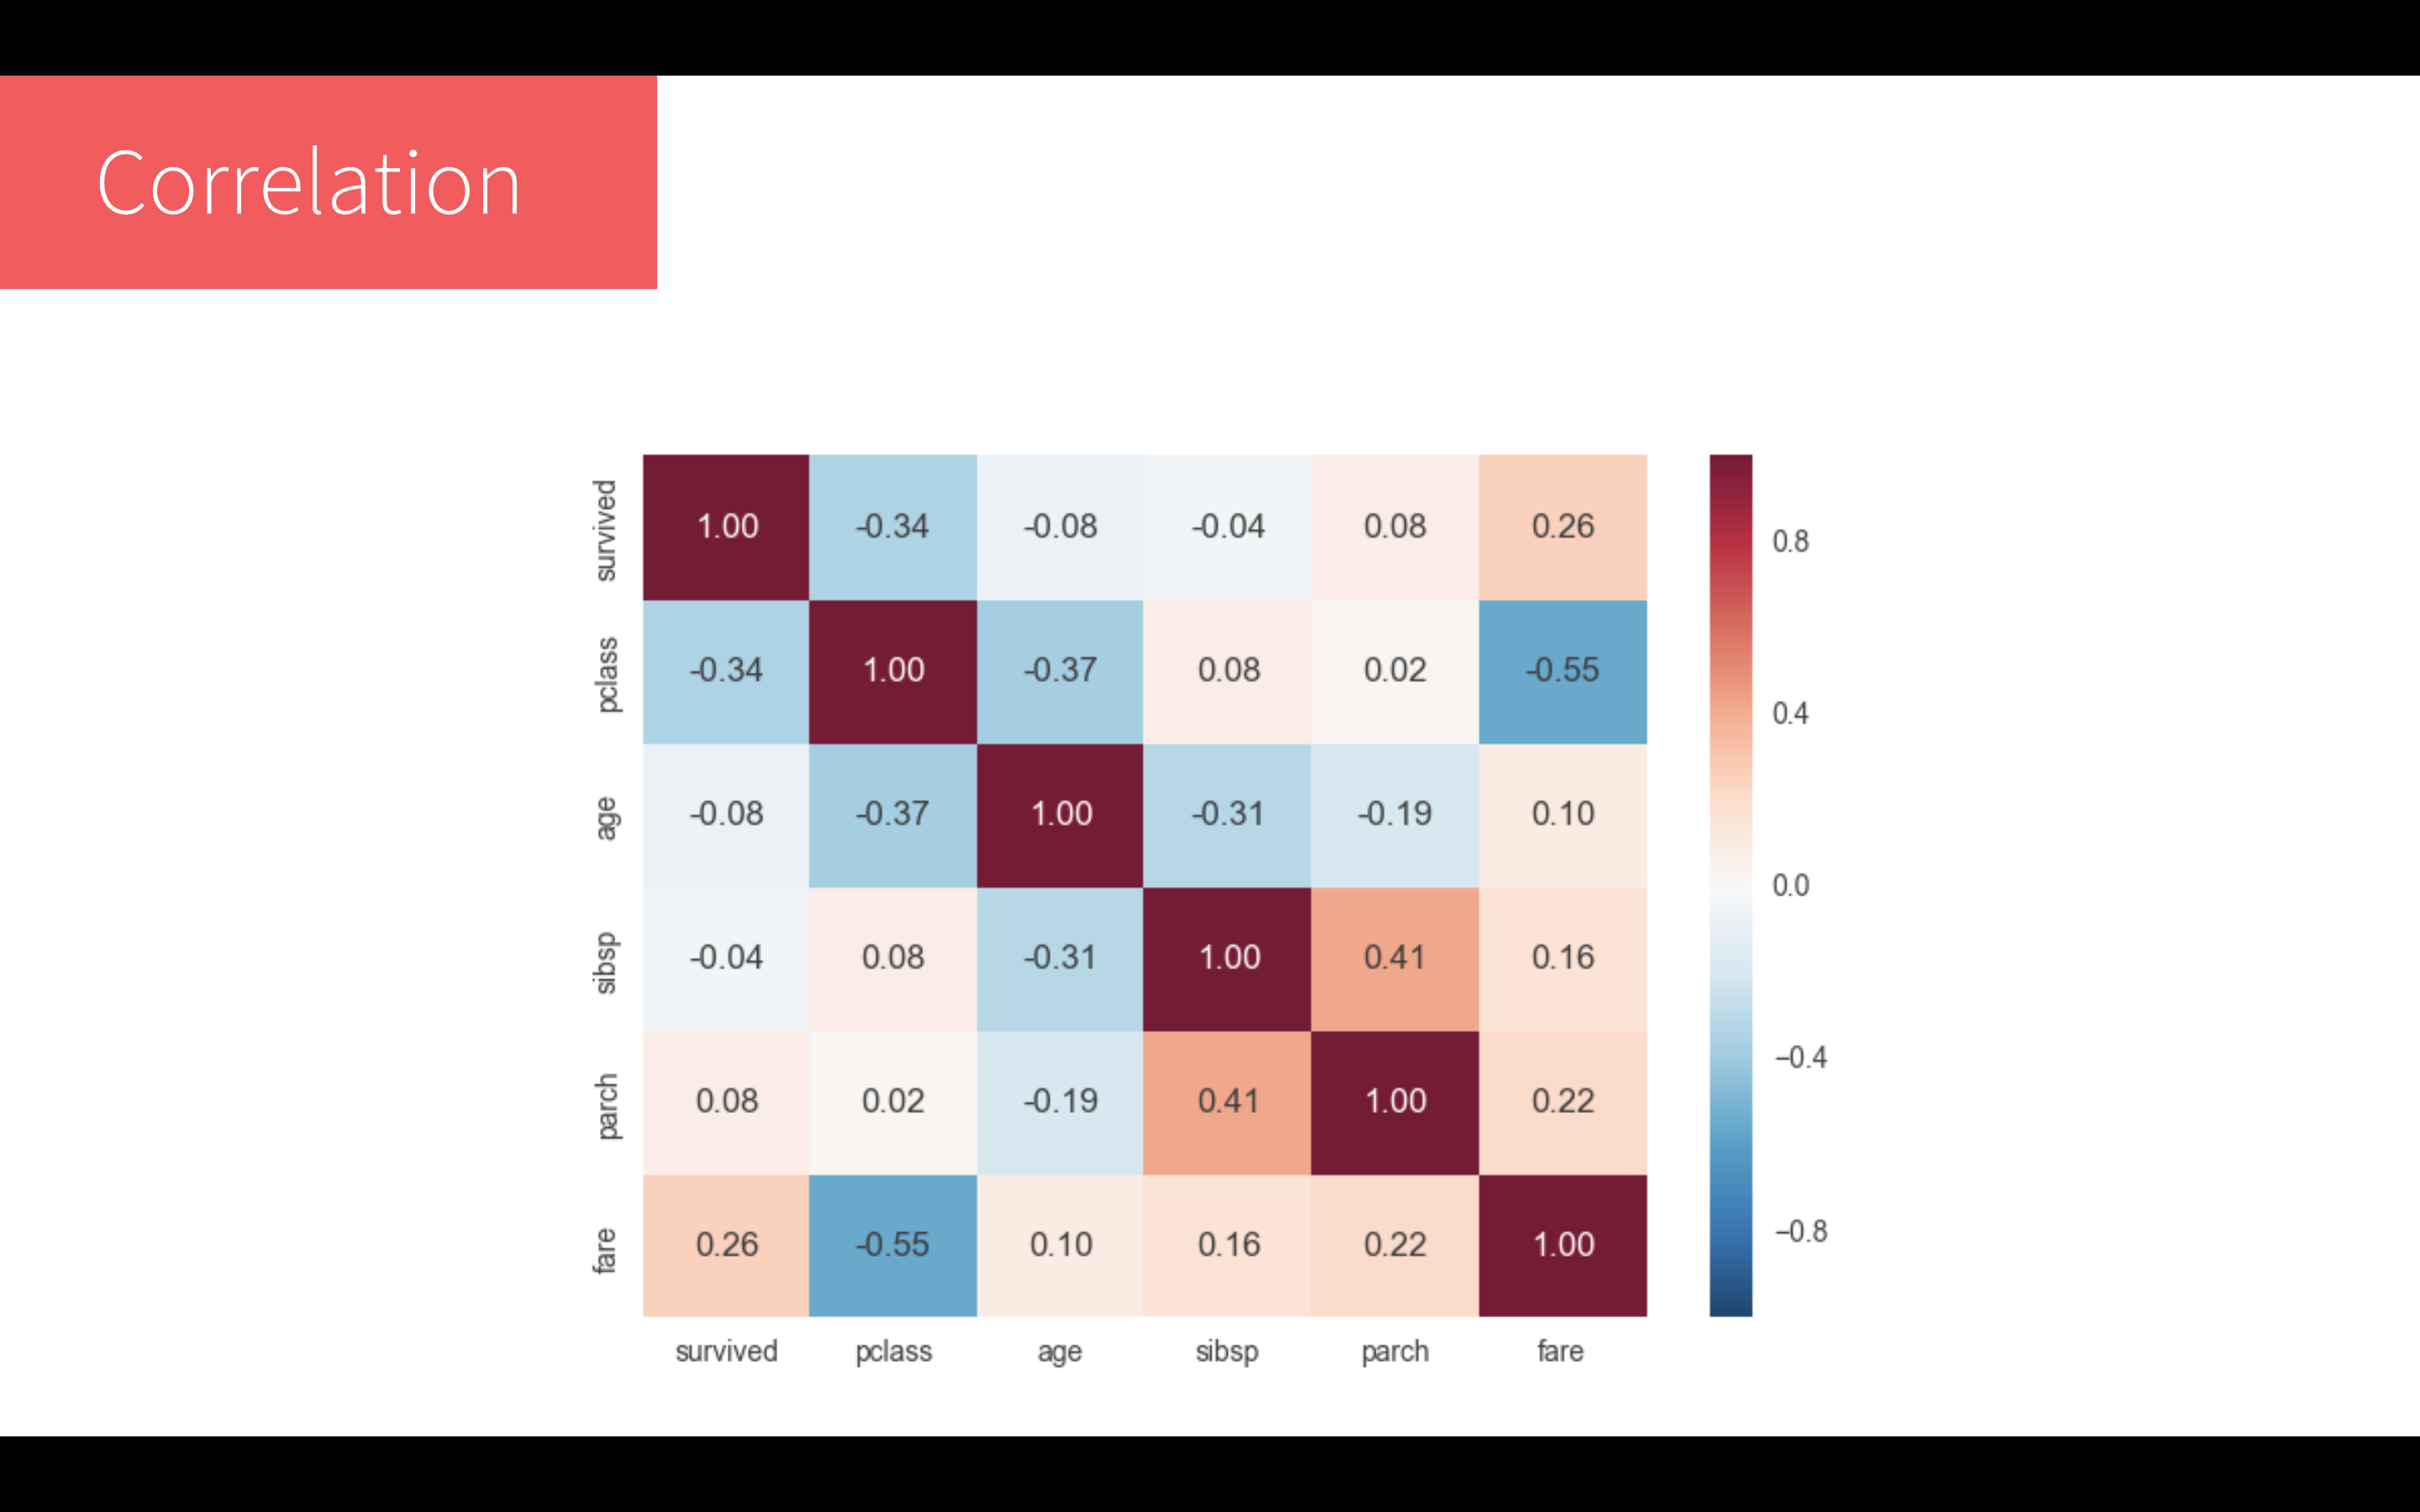 Correlation
survived 1.00 -0.34 -0.08 -0.04 0.08 0.26
pclass -0.34 1.00 -0.37 0.08 0.02 -0.55
age -0.08 -0.37 1.00 -0.31 -0.19 0.10
sibsp -0.04 0.08 -0.31 1.00 0.41 0.16
parch 0.08 0.02 -0.19 0.41 1.00 0.22
fare 0.26 -0.55 0.10 0.16 0.22 1.00
survived pclass age sibsp parch fare
0.8
0.4
0.0
−0.4
−0.8